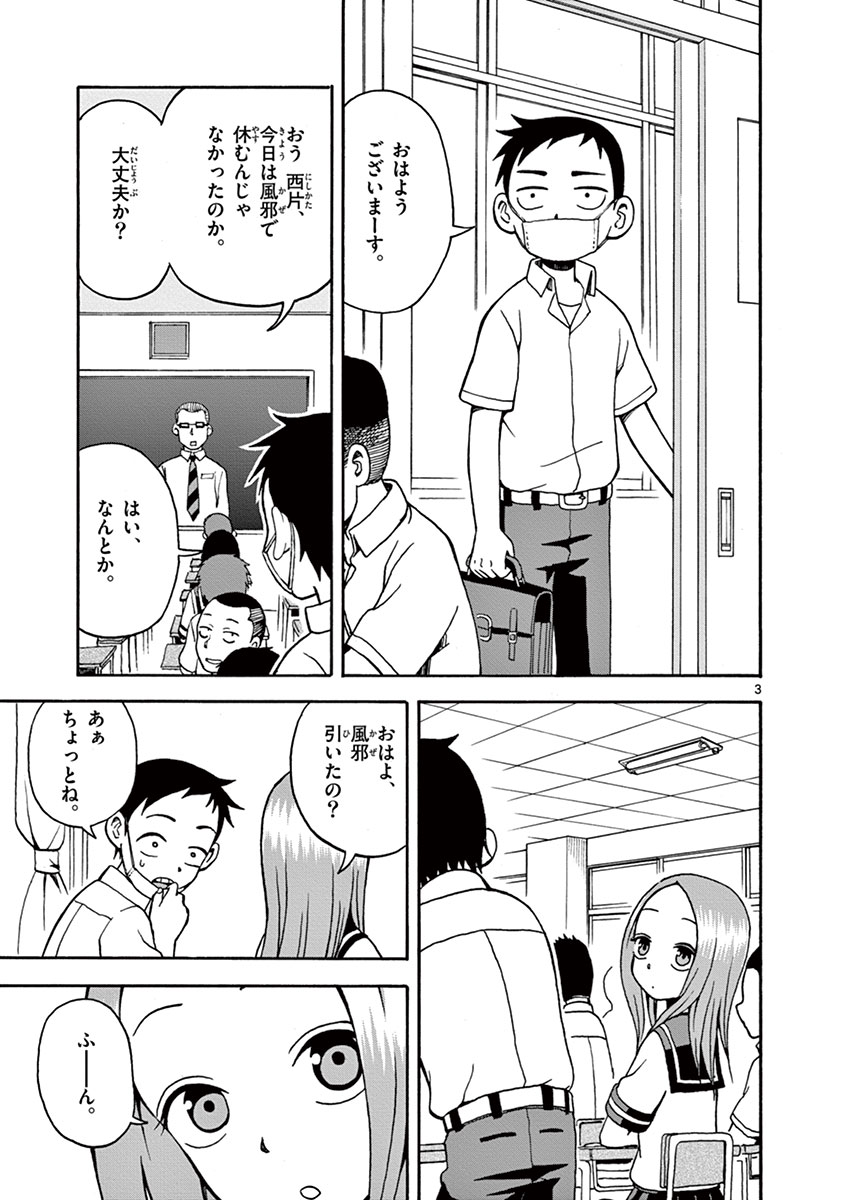 おはよう
ございまーす。
おう 西片、
今日は風邪で
休むんじゃ
なかったのか。
大丈夫か?
はい、
なんとか。
3
おはよ、
風邪
引いたの?
あぁ
ちょっとね。
ふーん。